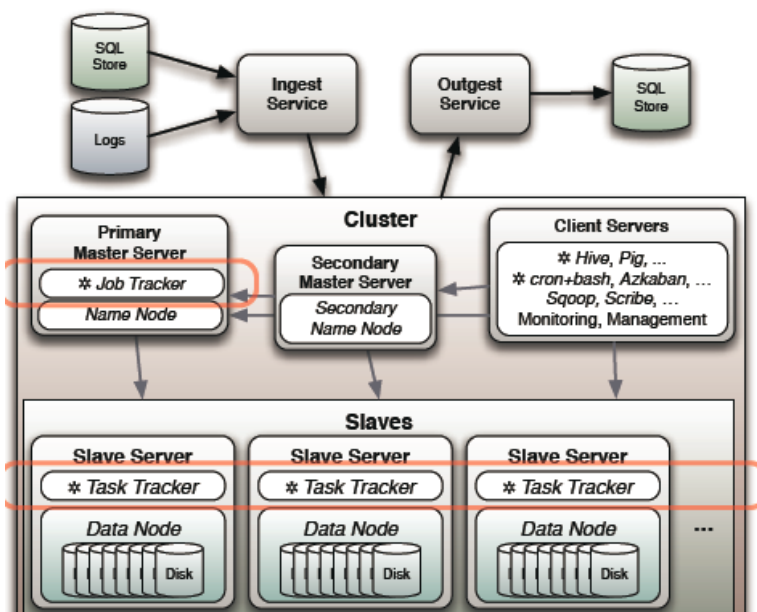 SQL
Store
Logs
Ingest
Service
Outgest
Service
SQL
Store
Cluster
Primary
Master Server
✲ Job Tracker
Name Node
Secondary
Master Server
Secondary
Name Node
Client Servers
✲ Hive, Pig, ...
✲ cron+bash, Azkaban, ...
Sqoop, Scribe, ...
Monitoring, Management
Slaves
Slave Server
✲ Task Tracker
Data Node
Disk
Slave Server
✲ Task Tracker
Data Node
Disk
Slave Server
✲ Task Tracker
Data Node
Disk
...